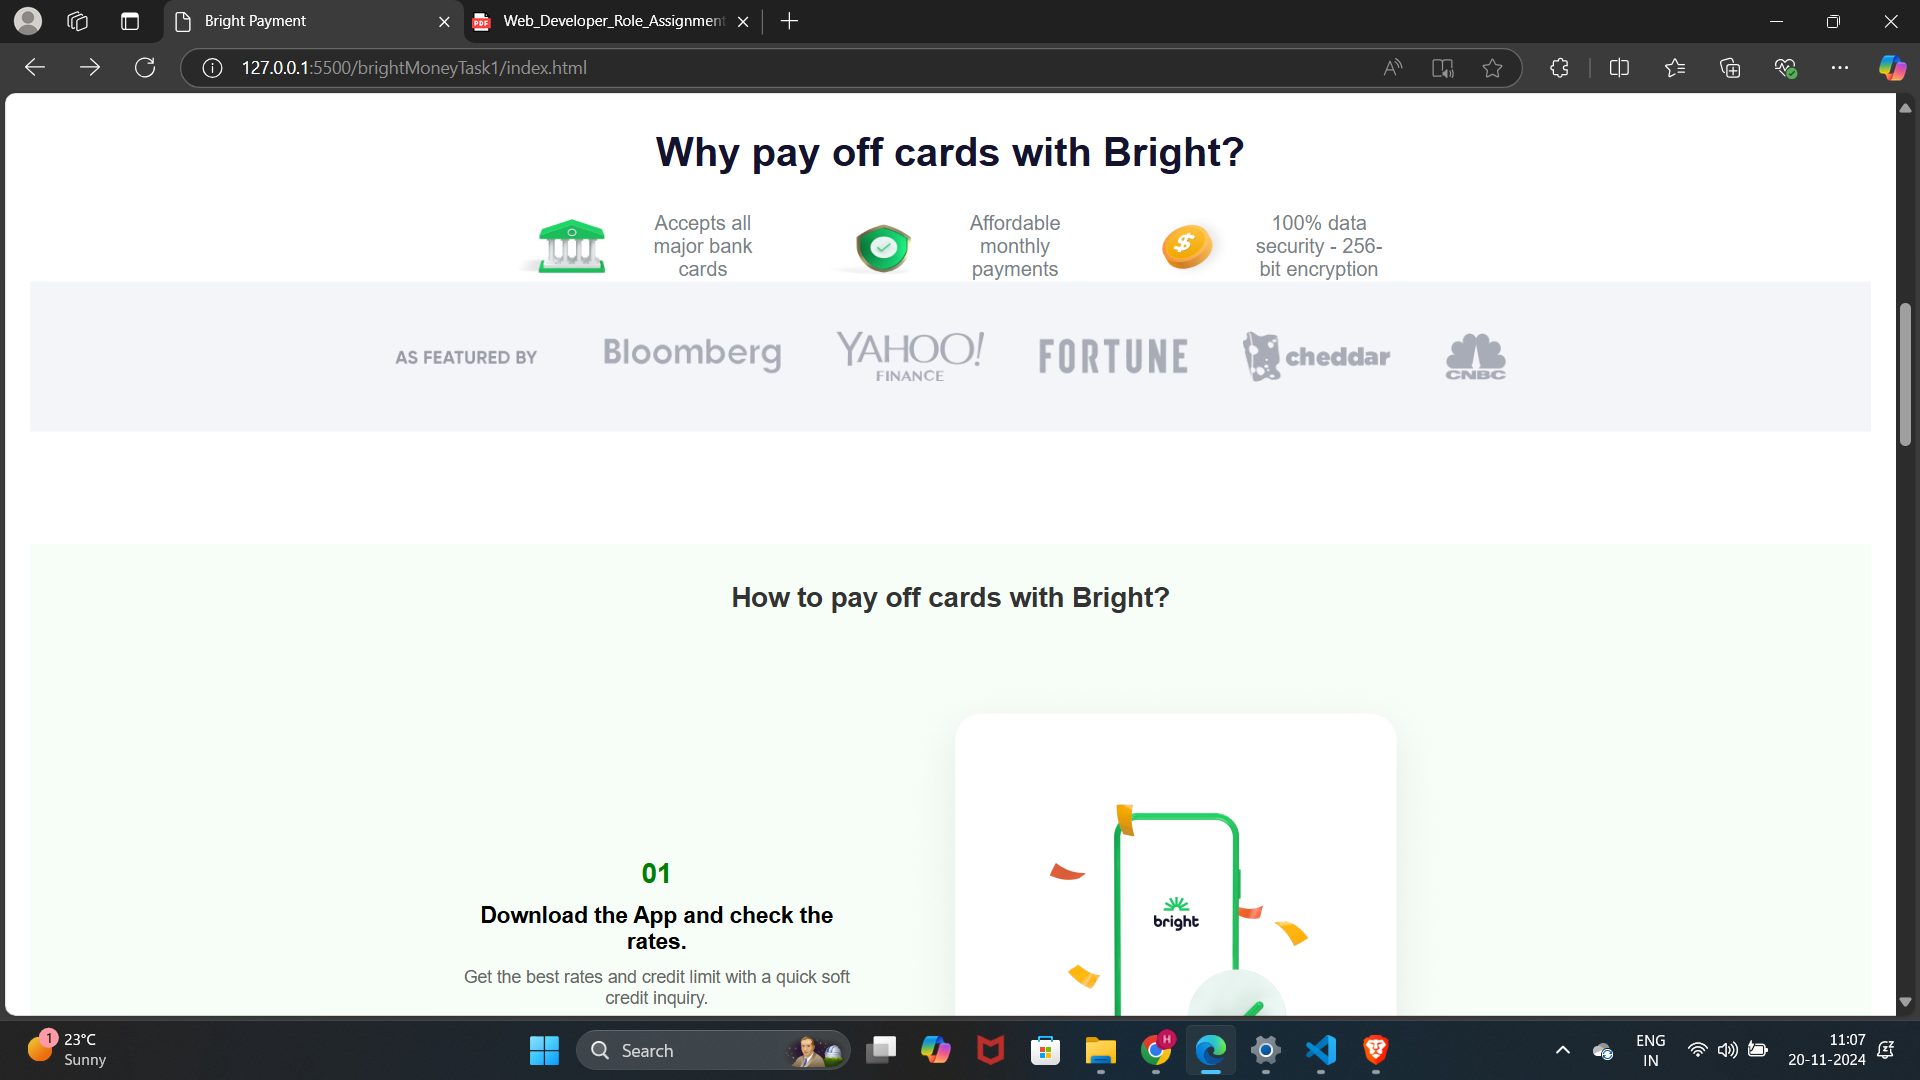 Bright Payment
Web_Developer_Role_Assignment
127.0.0.1:5500/brightMoneyTask1/index.html
Why pay off cards with Bright?
Accepts all
major bank
cards
Affordable
monthly
payments
100% data
security - 256-
bit encryption
AS FEATURED BY
Bloomberg
YAHOO!
FINANCE
FORTUNE
cheddar
CNBC
How to pay off cards with Bright?
01
Download the App and check the
rates.
Get the best rates and credit limit with a quick soft
credit inquiry.
bright
1
23°C
Sunny
Search
H
ENG
IN
11:07
20-11-2024